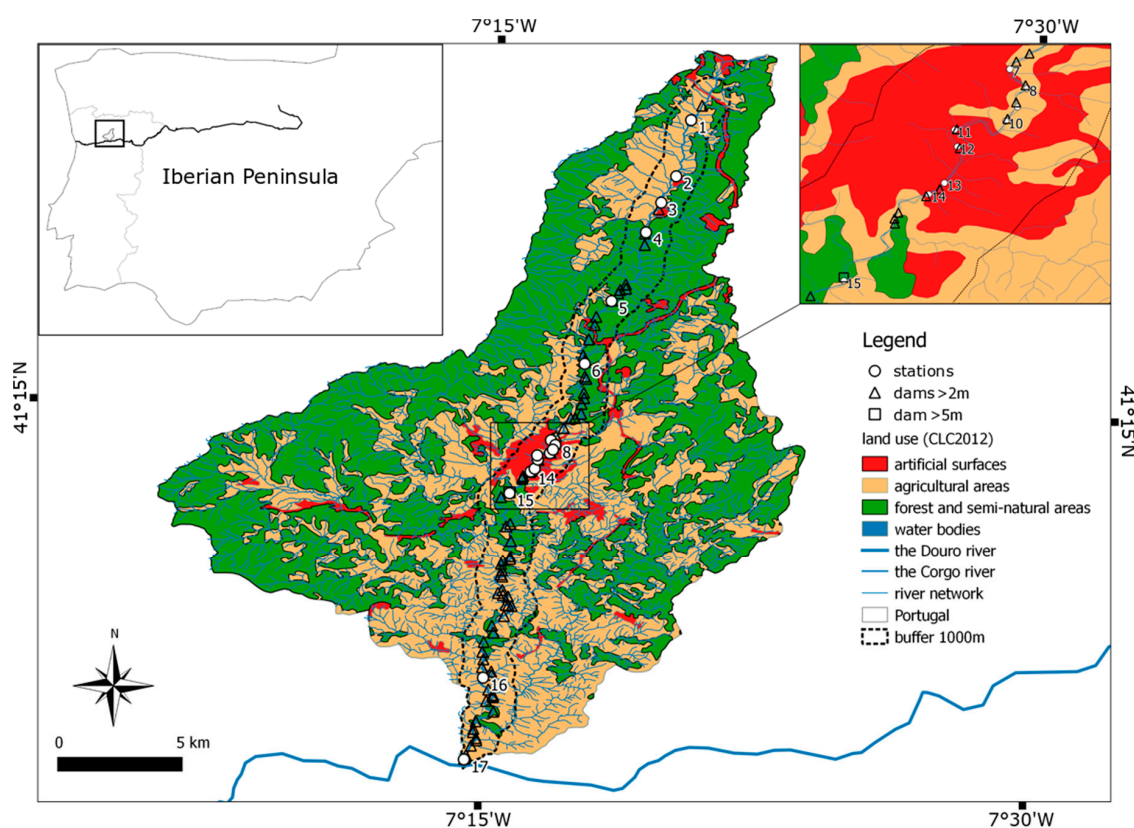 7°15'W
7°30'W
Iberian Peninsula
1
2
3
4
5
6
8
14
15
16
17
7
8
10
11
12
13
14
15
41°15'N
41°15'N
Legend
stations
dams >2m
dam >5m
land use (CLC2012)
artificial surfaces
agricultural areas
forest and semi-natural areas
water bodies
the Douro river
the Corgo river
river network
Portugal
buffer 1000m
N
0 5 km
7°15'W
7°30'W